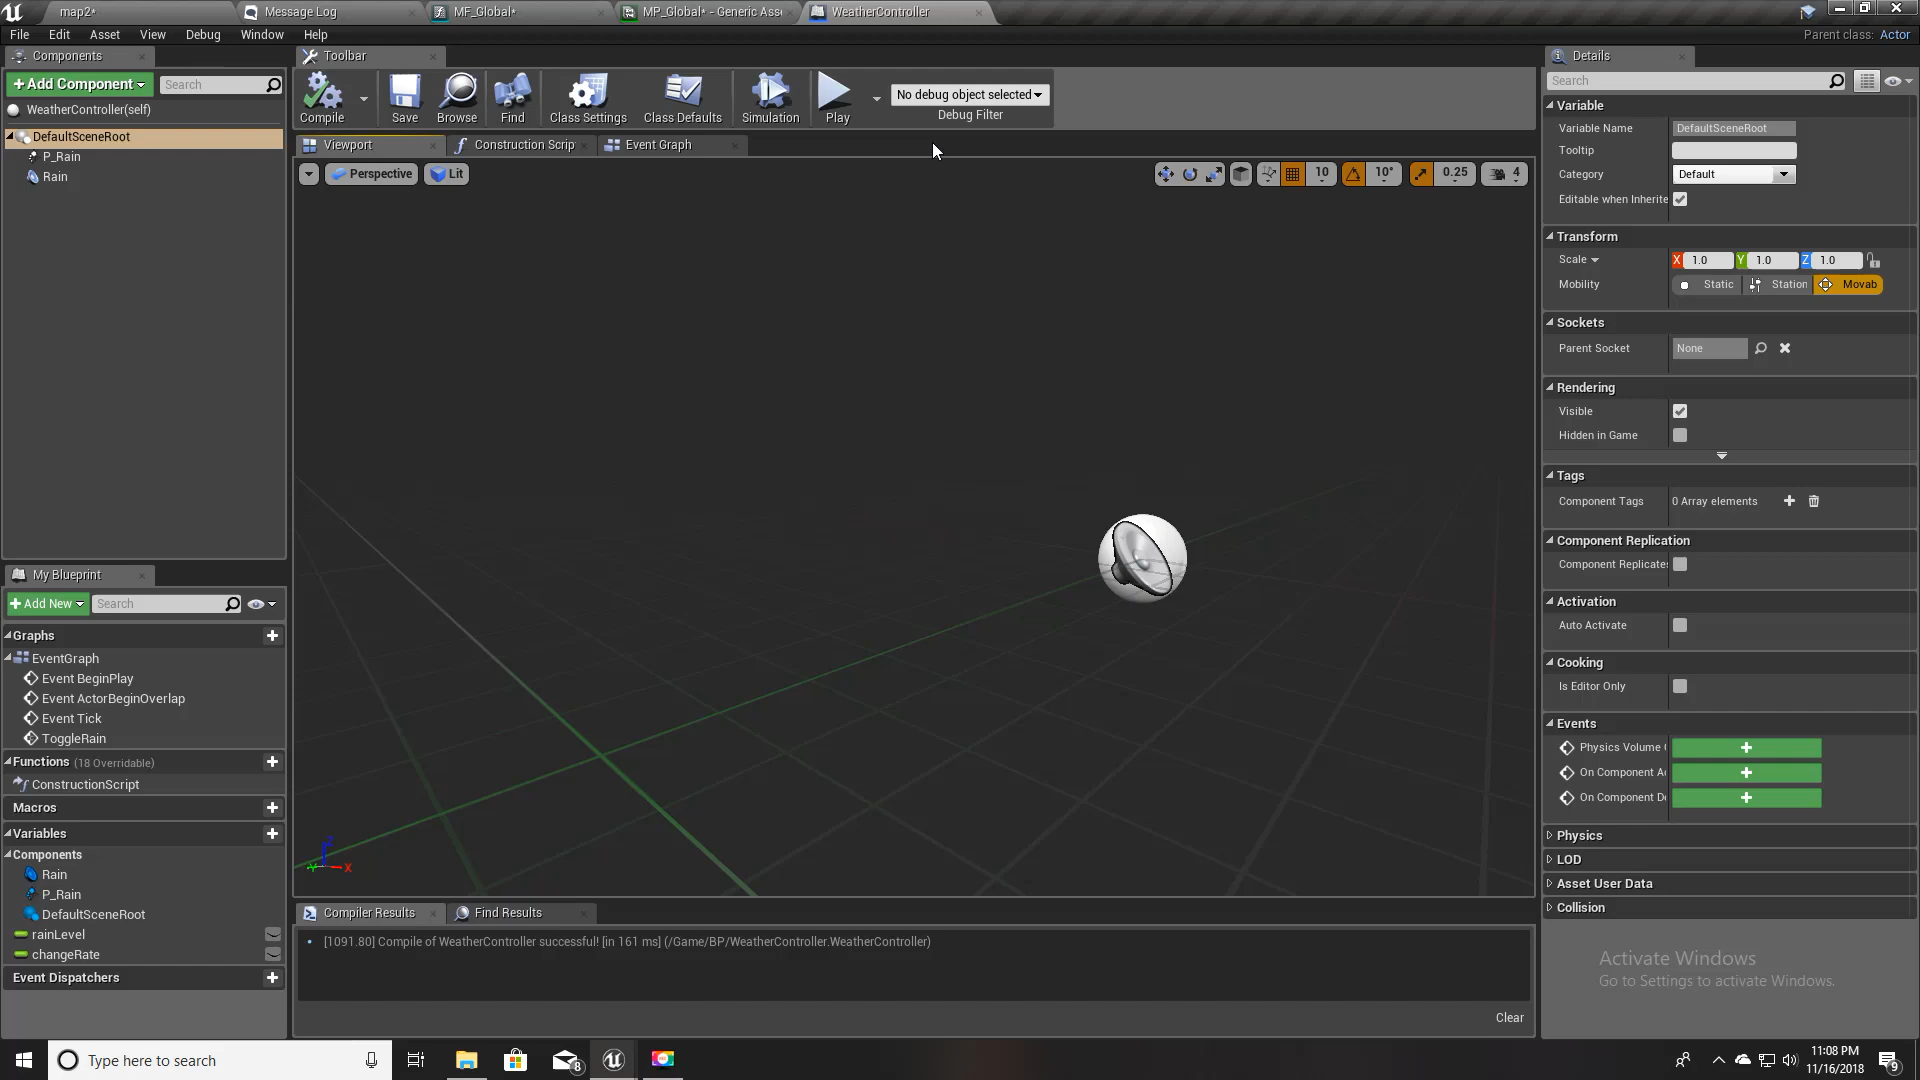 map2*
Message Log
MF_Global*
MP_Global* - Generic Ass
WeatherController
File
Edit
Asset
View
Debug
Window
Help
Parent class: Actor
Components
Add Component
Search
WeatherController(self)
DefaultSceneRoot
P_Rain
Rain
Toolbar
Compile
Save
Browse
Find
Class Settings
Class Defaults
Simulation
Play
No debug object selected
Debug Filter
Viewport
Construction Scrip
Event Graph
Perspective
Lit
10
10°
0.25
4
Z
Y
X
My Blueprint
Add New
Search
Graphs
EventGraph
Event BeginPlay
Event ActorBeginOverlap
Event Tick
ToggleRain
Functions (18 Overridable)
ConstructionScript
Macros
Variables
Components
Rain
P_Rain
DefaultSceneRoot
rainLevel
changeRate
Event Dispatchers
Compiler Results
Find Results
[1091.80] Compile of WeatherController successful! [in 161 ms] (/Game/BP/WeatherController.WeatherController)
Clear
Details
Search
Variable
Variable Name DefaultSceneRoot
Tooltip
Category Default
Editable when Inherite
Transform
Scale X 1.0 Y 1.0 Z 1.0
Mobility Static Station Movab
Sockets
Parent Socket None
Rendering
Visible
Hidden in Game
Tags
Component Tags 0 Array elements
Component Replication
Component Replicates
Activation
Auto Activate
Cooking
Is Editor Only
Events
Physics Volume
On Component A
On Component D
Physics
LOD
Asset User Data
Collision
Activate Windows
Go to Settings to activate Windows.
Type here to search
8
11:08 PM
11/16/2018
9